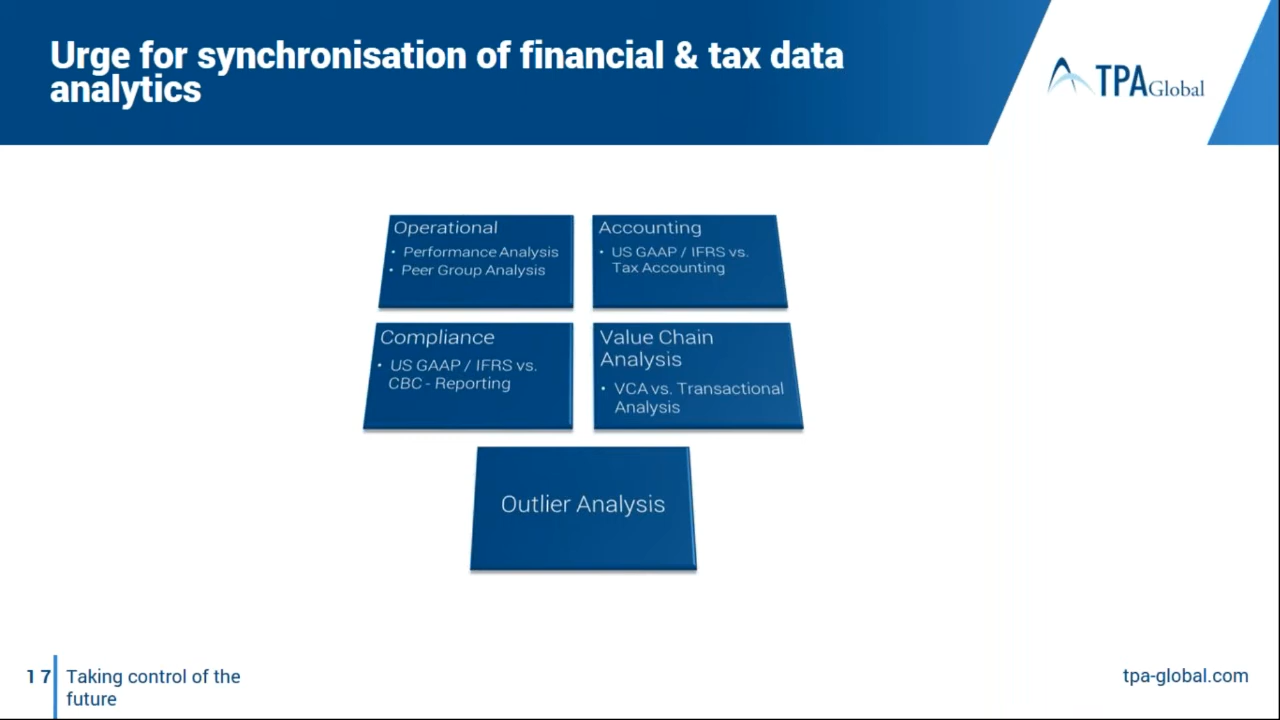 Urge for synchronisation of financial & tax data
analytics
TPAGlobal
Operational
• Performance Analysis
• Peer Group Analysis
Accounting
• US GAAP / IFRS vs.
Tax Accounting
Compliance
• US GAAP / IFRS vs.
CBC - Reporting
Value Chain
Analysis
• VCA vs. Transactional
Analysis
Outlier Analysis
17
Taking control of the
future
tpa-global.com